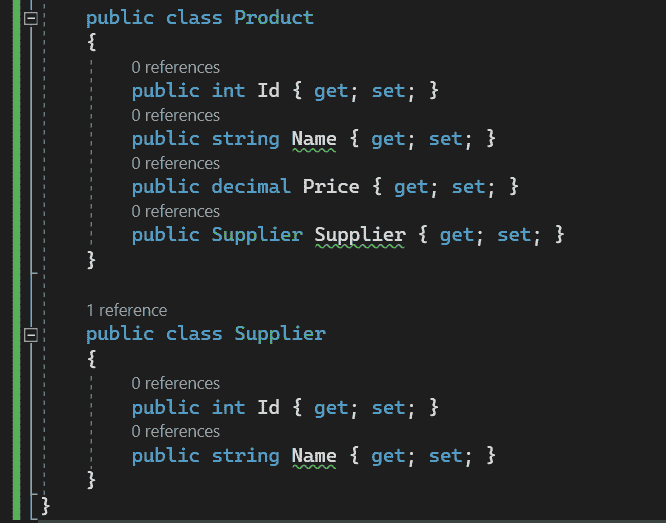 public class Product
{
0 references
public int Id { get; set; }
0 references
public string Name { get; set; }
0 references
public decimal Price { get; set; }
0 references
public Supplier Supplier { get; set; }
}
1 reference
public class Supplier
{
0 references
public int Id { get; set; }
0 references
public string Name { get; set; }
}
}